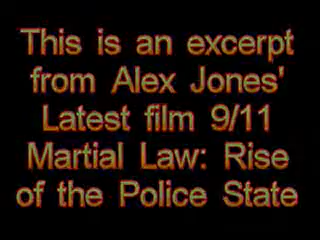 This is an excerpt
from Alex Jones'
Latest film 9/11
Martial Law: Rise
of the Police State